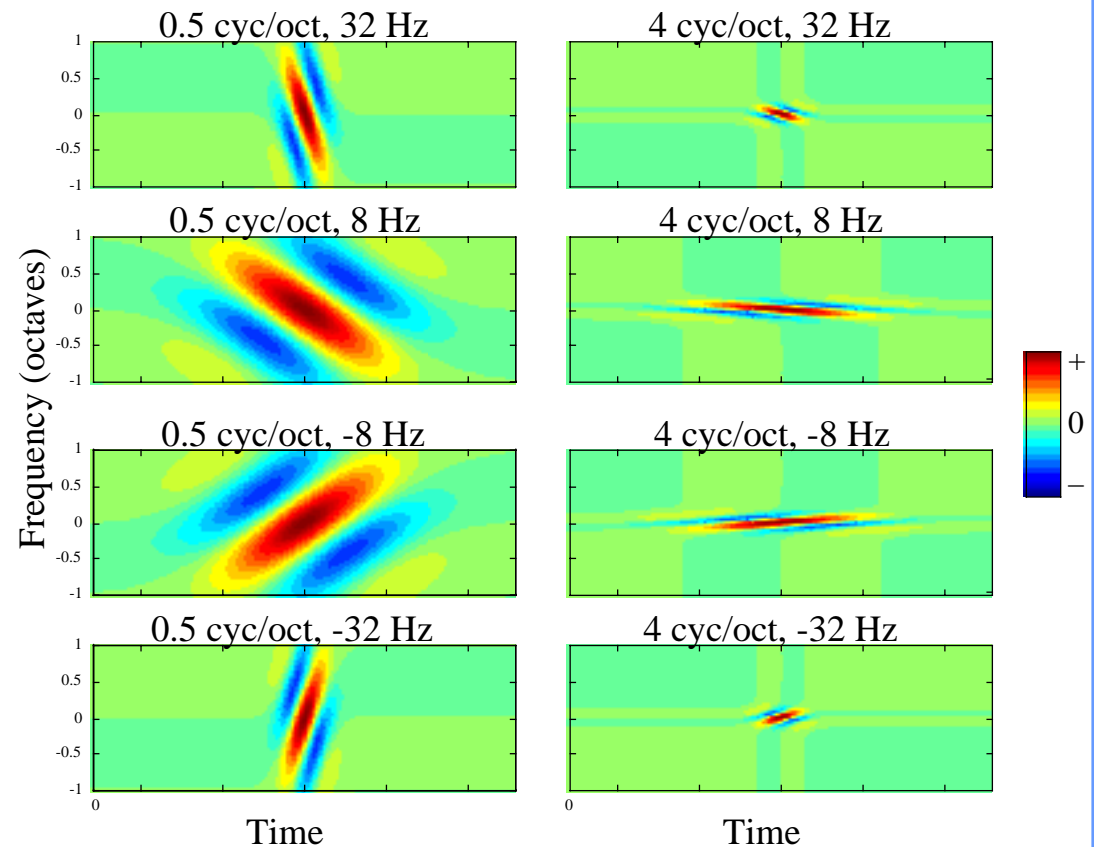 0.5 cyc/oct, 32 Hz
4 cyc/oct, 32 Hz
1
0.5
0
-0.5
-1
0.5 cyc/oct, 8 Hz
4 cyc/oct, 8 Hz
1
0.5
0
-0.5
-1
Frequency (octaves)
+
0
–
0.5 cyc/oct, -8 Hz
4 cyc/oct, -8 Hz
1
0.5
0
-0.5
-1
0.5 cyc/oct, -32 Hz
4 cyc/oct, -32 Hz
1
0.5
0
-0.5
-1
0
0
Time
Time